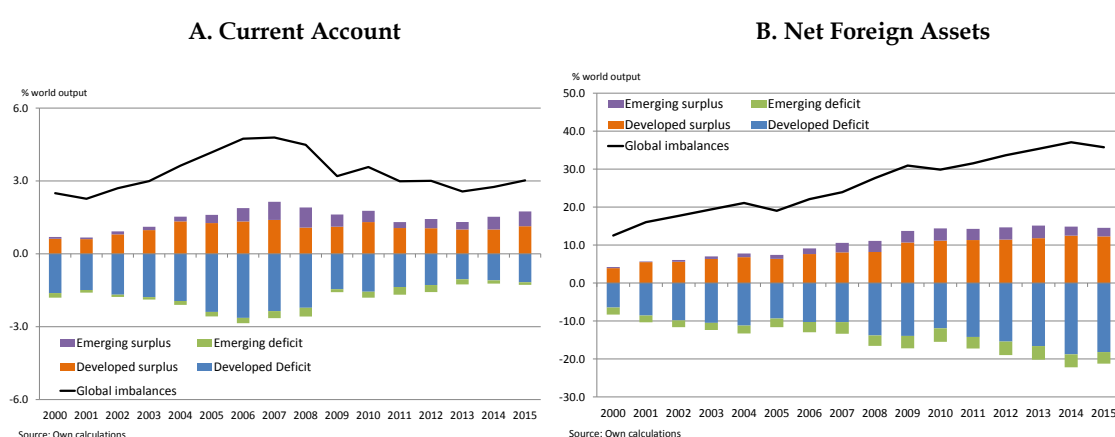 A. Current Account
% world output
6.0
3.0
0.0
-3.0
-6.0
Emerging surplus
Emerging deficit
Developed surplus
Developed Deficit
Global imbalances
2000 2001 2002 2003 2004 2005 2006 2007 2008 2009 2010 2011 2012 2013 2014 2015
Source: Own calculations
B. Net Foreign Assets
% world output
50.0
40.0
30.0
20.0
10.0
0.0
-10.0
-20.0
-30.0
Emerging surplus
Emerging deficit
Developed surplus
Developed Deficit
Global imbalances
2000 2001 2002 2003 2004 2005 2006 2007 2008 2009 2010 2011 2012 2013 2014 2015
Source: Own calculations